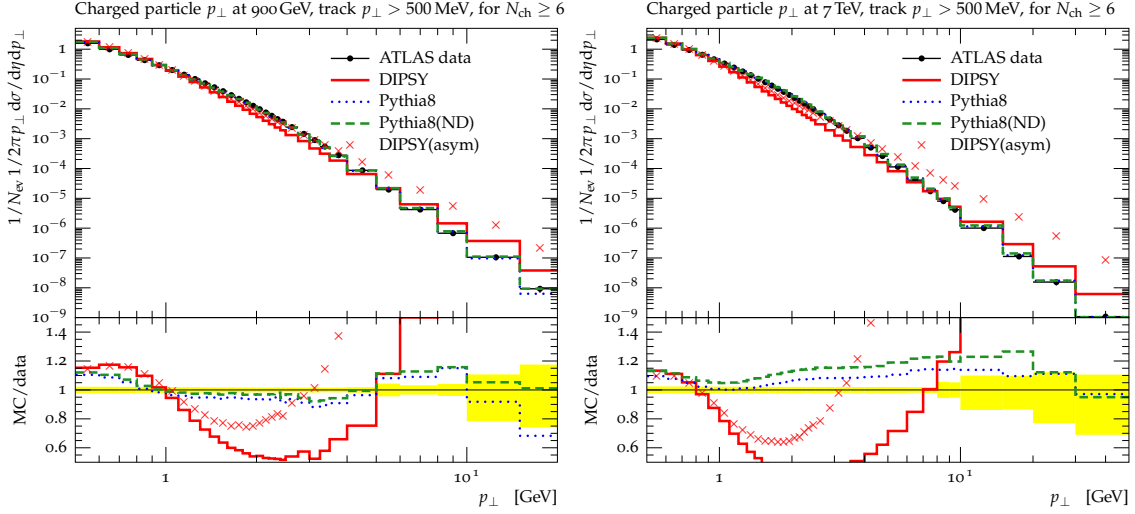 Charged particle p⊥ at 900 GeV, track p⊥ > 500 MeV, for Nch ≥ 6
1/Nev 1/2πp⊥ dσ/dηdp⊥
1
10⁻¹
10⁻²
10⁻³
10⁻⁴
10⁻⁵
10⁻⁶
10⁻⁷
10⁻⁸
10⁻⁹
ATLAS data
DIPSY
Pythia8
Pythia8(ND)
DIPSY(asym)
MC/data
1.4
1.2
1
0.8
0.6
1
10¹
p⊥ [GeV]
Charged particle p⊥ at 7 TeV, track p⊥ > 500 MeV, for Nch ≥ 6
1/Nev 1/2πp⊥ dσ/dηdp⊥
1
10⁻¹
10⁻²
10⁻³
10⁻⁴
10⁻⁵
10⁻⁶
10⁻⁷
10⁻⁸
10⁻⁹
ATLAS data
DIPSY
Pythia8
Pythia8(ND)
DIPSY(asym)
MC/data
1.4
1.2
1
0.8
0.6
1
10¹
p⊥ [GeV]